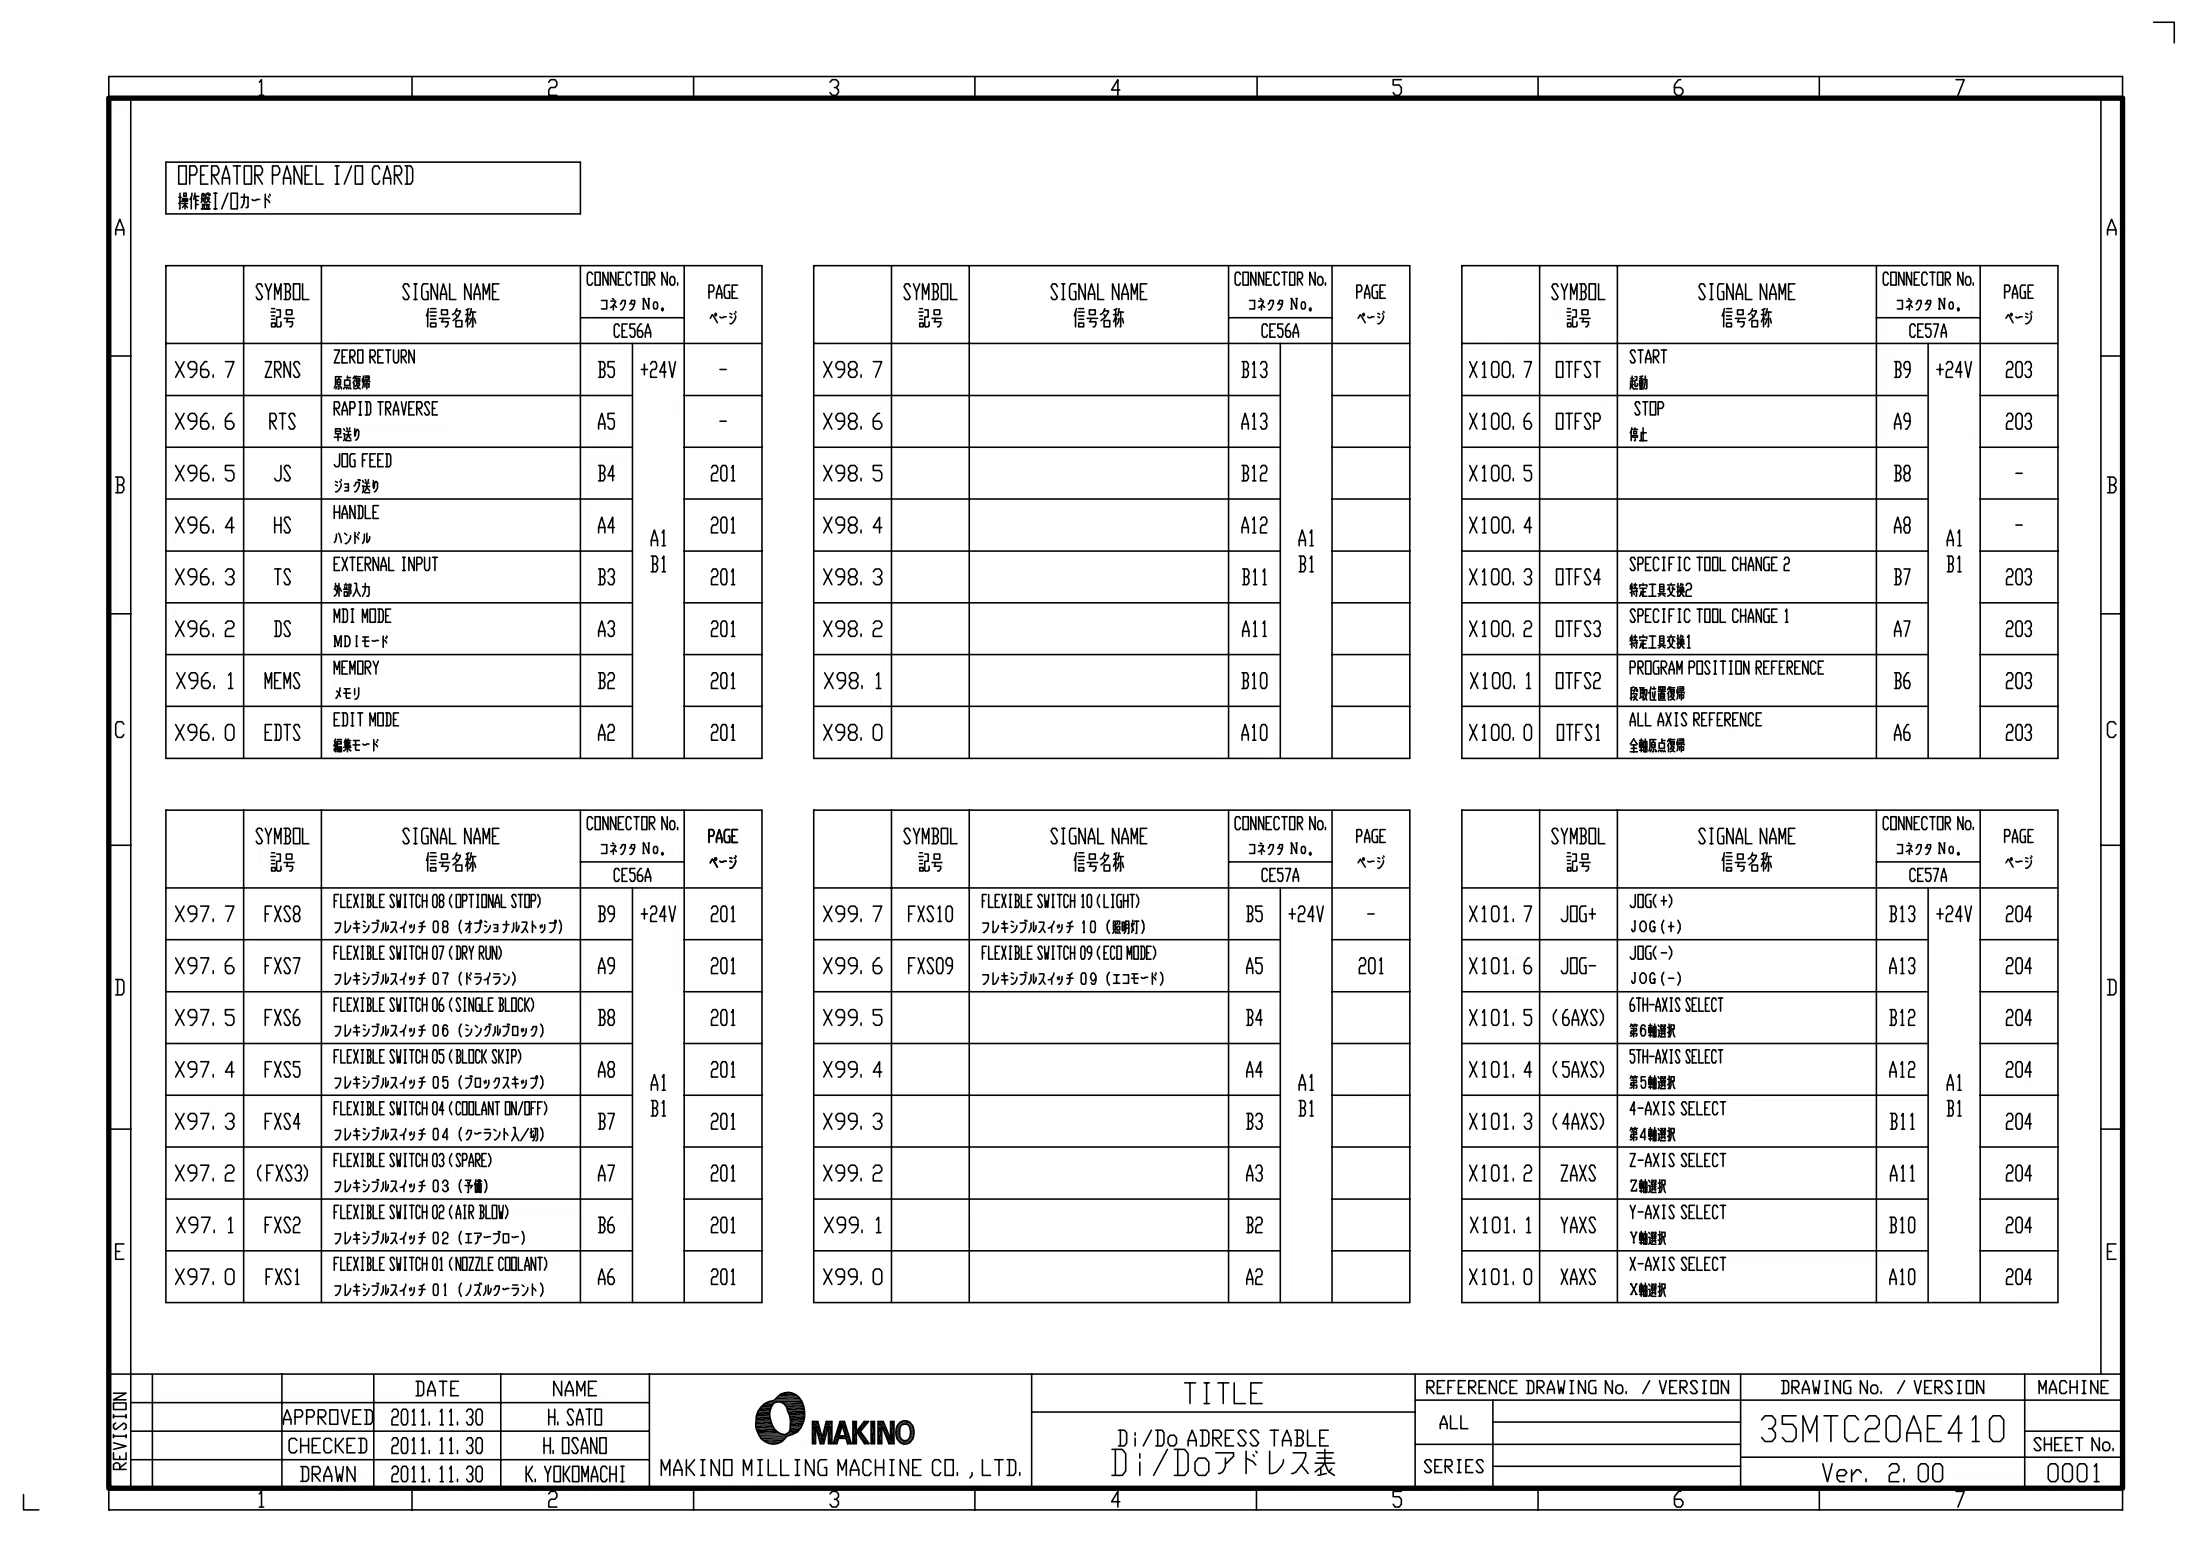 1 2 3 4 5 6 7
OPERATOR PANEL I/O CARD
操作盤I/Oカード
A A
B B
C C
D D
E E
SYMBOL SIGNAL NAME CONNECTOR No. PAGE
記号 信号名称 コネクタ No. ページ
CE56A
X96.7 ZRNS ZERO RETURN B5 +24V -
原点復帰
X96.6 RTS RAPID TRAVERSE A5 -
早送り
X96.5 JS JOG FEED B4 201
ジョグ送り
X96.4 HS HANDLE A4 201
ハンドル
A1
B1
X96.3 TS EXTERNAL INPUT B3 201
外部入力
X96.2 DS MDI MODE A3 201
MDIモード
X96.1 MEMS MEMORY B2 201
メモリ
X96.0 EDTS EDIT MODE A2 201
編集モード
SYMBOL SIGNAL NAME CONNECTOR No. PAGE
記号 信号名称 コネクタ No. ページ
CE56A
X98.7 B13
X98.6 A13
X98.5 B12
X98.4 A12
A1
B1
X98.3 B11
X98.2 A11
X98.1 B10
X98.0 A10
SYMBOL SIGNAL NAME CONNECTOR No. PAGE
記号 信号名称 コネクタ No. ページ
CE57A
X100.7 OTFST START B9 +24V 203
起動
X100.6 OTFSP STOP A9 203
停止
X100.5 B8 -
X100.4 A8 -
A1
B1
X100.3 OTFS4 SPECIFIC TOOL CHANGE 2 B7 203
特定工具交換2
X100.2 OTFS3 SPECIFIC TOOL CHANGE 1 A7 203
特定工具交換1
X100.1 OTFS2 PROGRAM POSITION REFERENCE B6 203
段取位置復帰
X100.0 OTFS1 ALL AXIS REFERENCE A6 203
全軸原点復帰
SYMBOL SIGNAL NAME CONNECTOR No. PAGE
記号 信号名称 コネクタ No. ページ
CE56A
X97.7 FXS8 FLEXIBLE SWITCH 08(OPTIONAL STOP) B9 +24V 201
フレキシブルスイッチ 08 (オプショナルストップ)
X97.6 FXS7 FLEXIBLE SWITCH 07(DRY RUN) A9 201
フレキシブルスイッチ 07 (ドライラン)
X97.5 FXS6 FLEXIBLE SWITCH 06(SINGLE BLOCK) B8 201
フレキシブルスイッチ 06 (シングルブロック)
X97.4 FXS5 FLEXIBLE SWITCH 05(BLOCK SKIP) A8 201
フレキシブルスイッチ 05 (ブロックスキップ)
A1
B1
X97.3 FXS4 FLEXIBLE SWITCH 04(COOLANT ON/OFF) B7 201
フレキシブルスイッチ 04 (クーラント入/切)
X97.2 (FXS3) FLEXIBLE SWITCH 03(SPARE) A7 201
フレキシブルスイッチ 03 (予備)
X97.1 FXS2 FLEXIBLE SWITCH 02(AIR BLOW) B6 201
フレキシブルスイッチ 02 (エアーブロー)
X97.0 FXS1 FLEXIBLE SWITCH 01(NOZZLE COOLANT) A6 201
フレキシブルスイッチ 01 (ノズルクーラント)
SYMBOL SIGNAL NAME CONNECTOR No. PAGE
記号 信号名称 コネクタ No. ページ
CE57A
X99.7 FXS10 FLEXIBLE SWITCH 10(LIGHT) B5 +24V -
フレキシブルスイッチ 10 (照明灯)
X99.6 FXS09 FLEXIBLE SWITCH 09(ECO MODE) A5 201
フレキシブルスイッチ 09 (エコモード)
X99.5 B4
X99.4 A4
A1
B1
X99.3 B3
X99.2 A3
X99.1 B2
X99.0 A2
SYMBOL SIGNAL NAME CONNECTOR No. PAGE
記号 信号名称 コネクタ No. ページ
CE57A
X101.7 JOG+ JOG(+) B13 +24V 204
JOG(+)
X101.6 JOG- JOG(-) A13 204
JOG(-)
X101.5 (6AXS) 6TH-AXIS SELECT B12 204
第6軸選択
X101.4 (5AXS) 5TH-AXIS SELECT A12 204
第5軸選択
A1
B1
X101.3 (4AXS) 4-AXIS SELECT B11 204
第4軸選択
X101.2 ZAXS Z-AXIS SELECT A11 204
Z軸選択
X101.1 YAXS Y-AXIS SELECT B10 204
Y軸選択
X101.0 XAXS X-AXIS SELECT A10 204
X軸選択
REVISION
DATE NAME
APPROVED 2011.11.30 H. SATO
CHECKED 2011.11.30 H. OSANO
DRAWN 2011.11.30 K. YOKOMACHI
MAKINO
MAKINO MILLING MACHINE CO.,LTD.
TITLE
Di/Do ADRESS TABLE
Di/Doアドレス表
REFERENCE DRAWING No. / VERSION
ALL
SERIES
DRAWING No. / VERSION
35MTC20AE410
Ver. 2.00
MACHINE
SHEET No.
0001
1 2 3 4 5 6 7